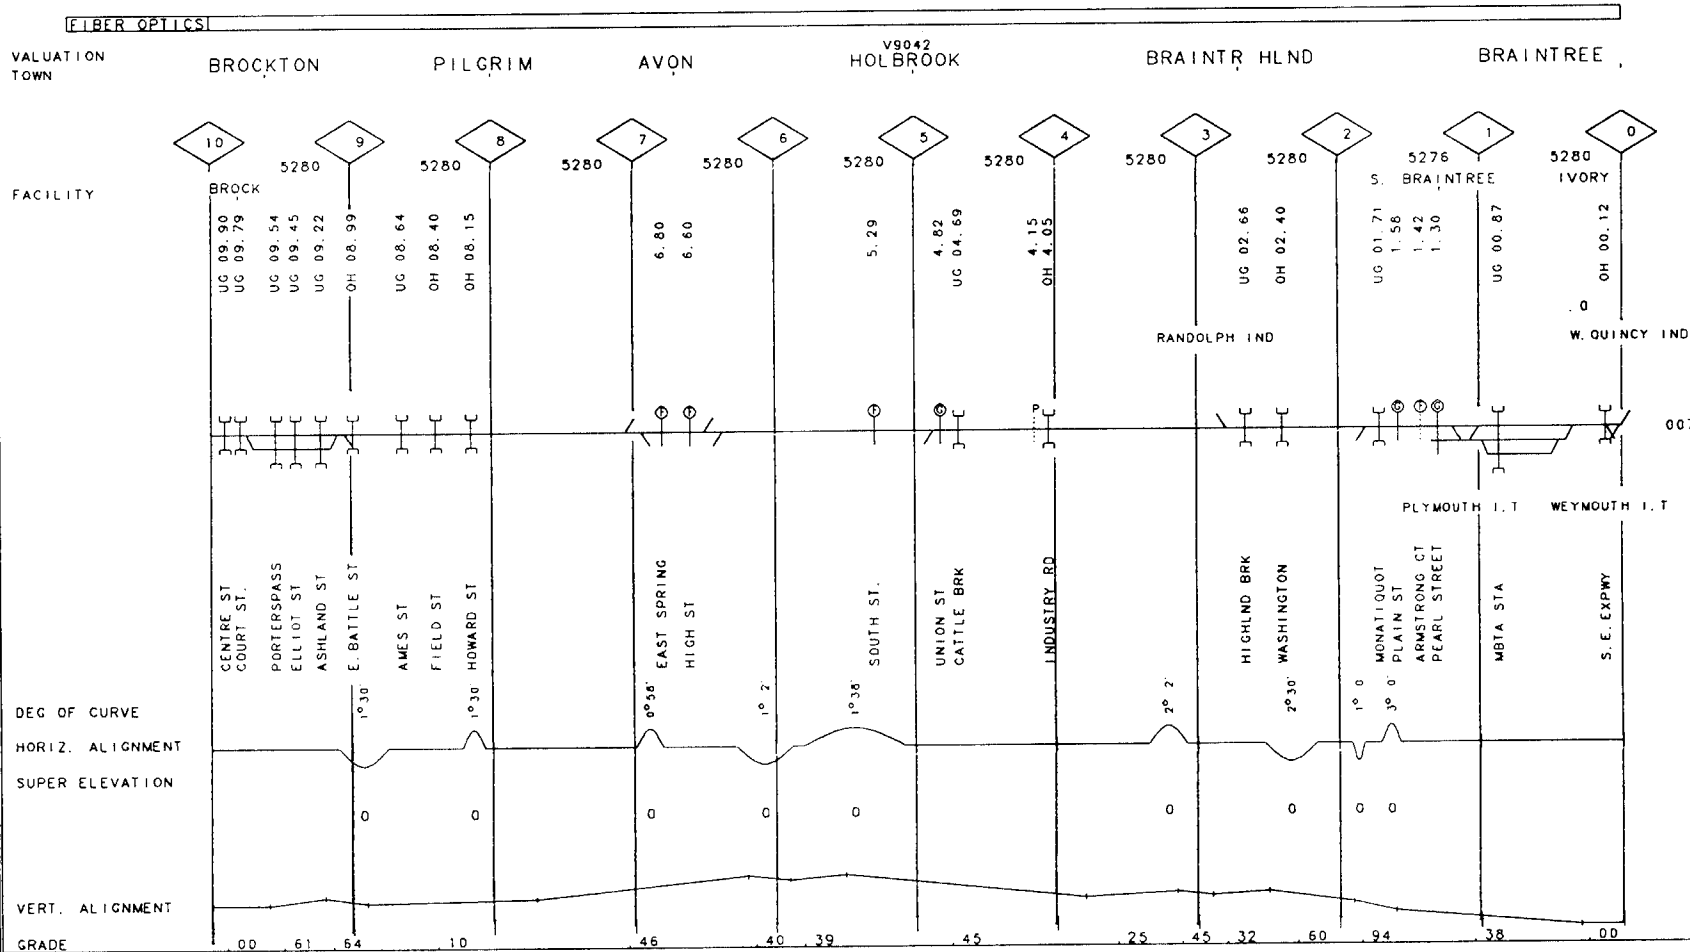 FIBER OPTICS
VALUATION
TOWN
BROCKTON PILGRIM AVON V9042 HOLBROOK BRAINTR HLND BRAINTREE
10 9 8 7 6 5 4 3 2 1 0
5280 5280 5280 5280 5280 5280 5280 5280 5276 5280
FACILITY
BROCK S. BRAINTREE IVORY
UG 09.90
UG 09.79
UG 09.54
UG 09.45
UG 09.22
OH 08.99
UG 08.64
OH 08.40
OH 08.15
6.80
6.60
5.29
4.82
UG 04.69
4.15
OH 4.05
UG 02.66
OH 02.40
UG 01.71
1.58
1.42
1.30
UG 00.87
OH 00.12
.0
RANDOLPH IND W. QUINCY IND
F F F G P G F G
007
PLYMOUTH I.T WEYMOUTH I.T
CENTRE ST
COURT ST.
PORTERSPASS
ELLIOT ST
ASHLAND ST
E. BATTLE ST
AMES ST
FIELD ST
HOWARD ST
EAST SPRING
HIGH ST
SOUTH ST.
UNION ST
CATTLE BRK
INDUSTRY RD
HIGHLND BRK
WASHINGTON
MONATIQUOT
PLAIN ST
ARMSTRONG CT
PEARL STREET
MBTA STA
S.E. EXPWY
DEG OF CURVE
1° 30' 1° 30' 0° 58' 1° 2' 1° 38' 2° 2' 2° 30' 1° 0' 3° 0'
HORIZ. ALIGNMENT
SUPER ELEVATION
0 0 0 0 0 0 0 0 0
VERT. ALIGNMENT
GRADE .00 .61 .64 .10 .46 .40 .39 .45 .25 .45 .32 .60 .94 .38 .00